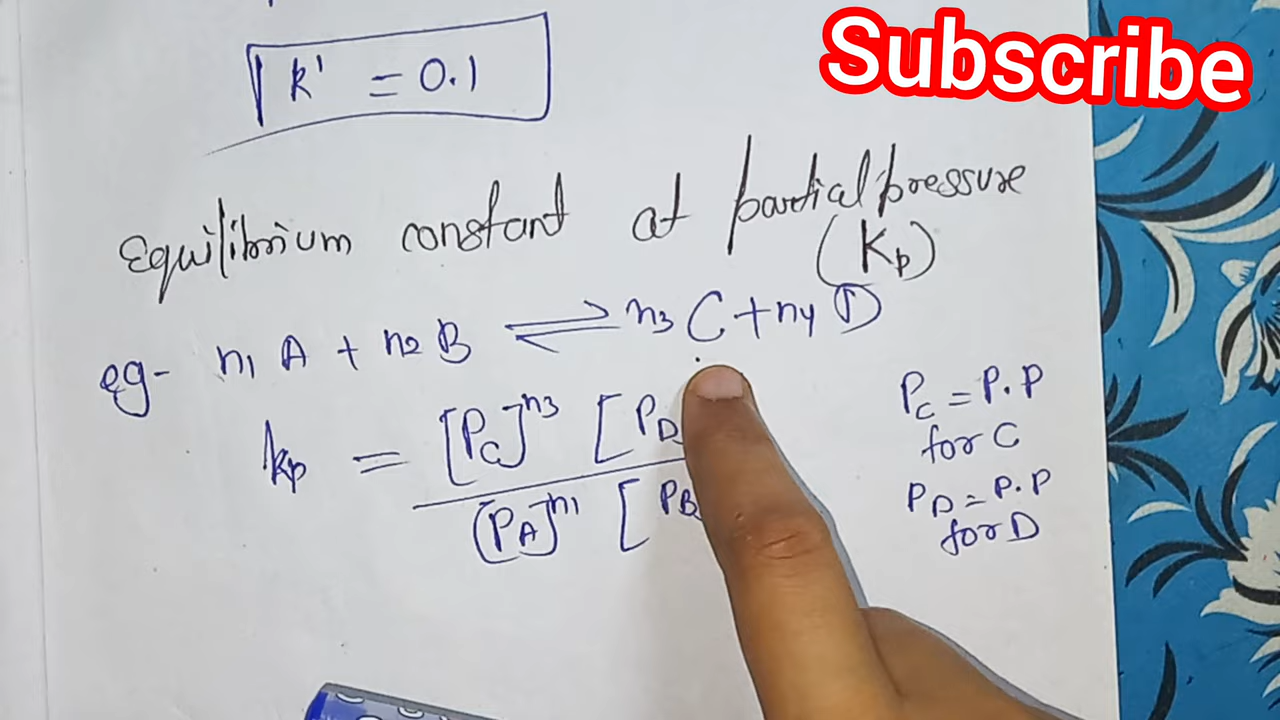 Subscribe
k' = 0.1
Equilibrium constant at partial pressure
(Kp)
eg- n1 A + n2 B ⇌ n3 C + n4 D
kp = [PC]^n3 [PD
[PA]^n1 [PB
PC = P.P
for C
PD = P.P
for D